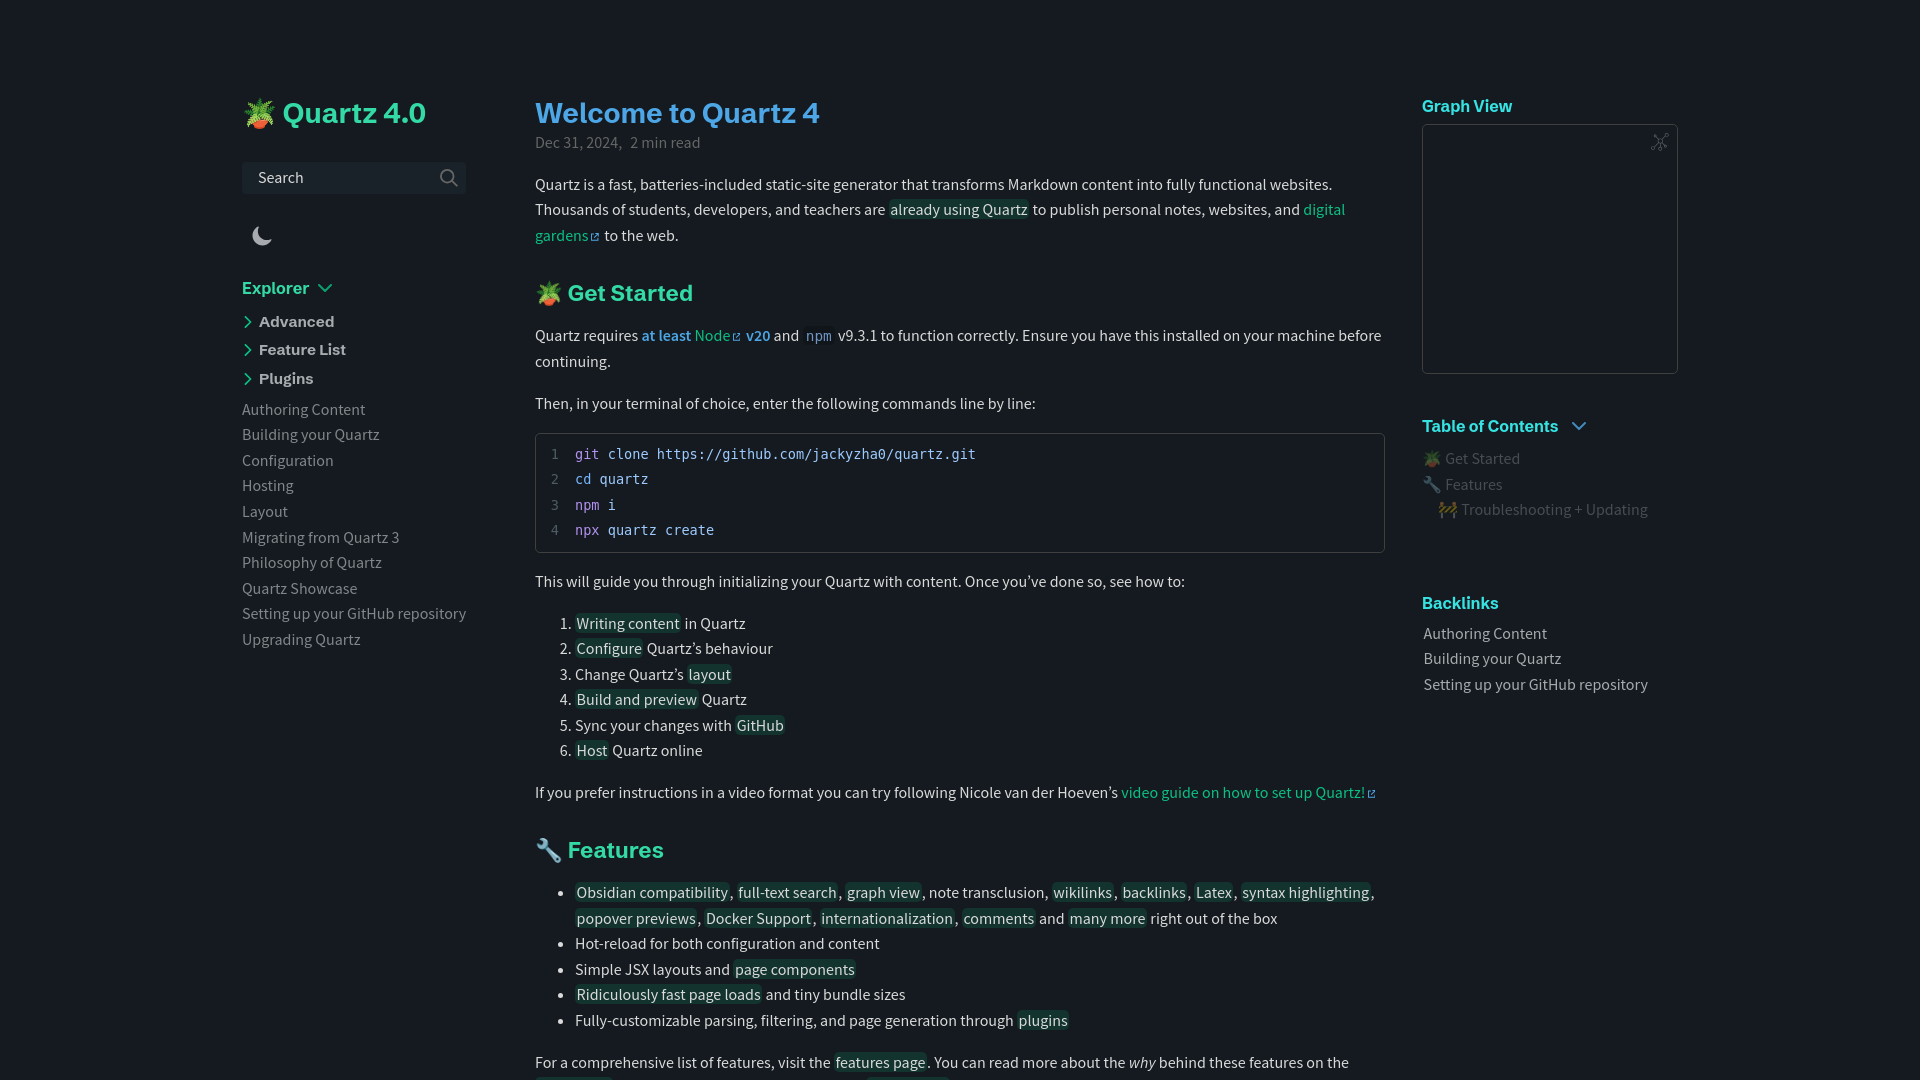 🪴 Quartz 4.0
Search
Explorer
Advanced
Feature List
Plugins
Authoring Content
Building your Quartz
Configuration
Hosting
Layout
Migrating from Quartz 3
Philosophy of Quartz
Quartz Showcase
Setting up your GitHub repository
Upgrading Quartz
Welcome to Quartz 4
Dec 31, 2024, 2 min read
Quartz is a fast, batteries-included static-site generator that transforms Markdown content into fully functional websites.
Thousands of students, developers, and teachers are already using Quartz to publish personal notes, websites, and digital
gardens to the web.
🪴 Get Started
Quartz requires at least Node v20 and npm v9.3.1 to function correctly. Ensure you have this installed on your machine before
continuing.
Then, in your terminal of choice, enter the following commands line by line:
1 git clone https://github.com/jackyzha0/quartz.git
2 cd quartz
3 npm i
4 npx quartz create
This will guide you through initializing your Quartz with content. Once you’ve done so, see how to:
1. Writing content in Quartz
2. Configure Quartz’s behaviour
3. Change Quartz’s layout
4. Build and preview Quartz
5. Sync your changes with GitHub
6. Host Quartz online
If you prefer instructions in a video format you can try following Nicole van der Hoeven’s video guide on how to set up Quartz!
🔧 Features
• Obsidian compatibility, full-text search, graph view, note transclusion, wikilinks, backlinks, Latex, syntax highlighting,
popover previews, Docker Support, internationalization, comments and many more right out of the box
• Hot-reload for both configuration and content
• Simple JSX layouts and page components
• Ridiculously fast page loads and tiny bundle sizes
• Fully-customizable parsing, filtering, and page generation through plugins
For a comprehensive list of features, visit the features page. You can read more about the why behind these features on the
Graph View
Table of Contents
🪴 Get Started
🔧 Features
🚧 Troubleshooting + Updating
Backlinks
Authoring Content
Building your Quartz
Setting up your GitHub repository